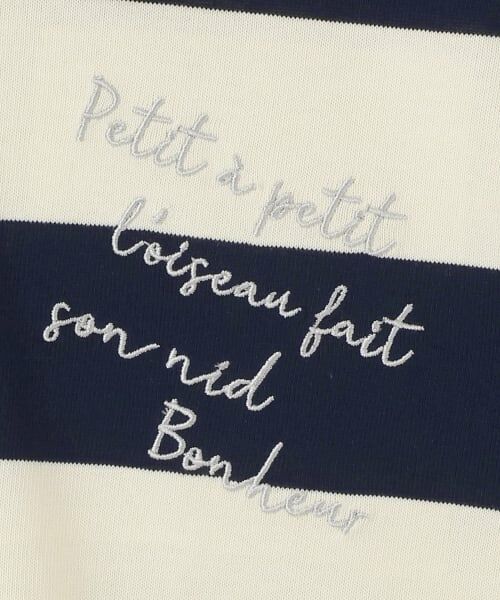 Petit à petit
l'oiseau fait
son nid
Bonheur